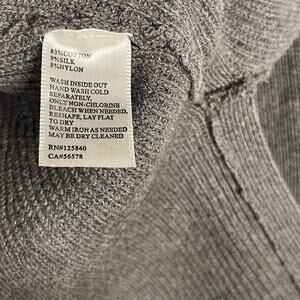 83%COTTON
9%SILK
8%NYLON
WASH INSIDE OUT
HAND WASH COLD
SEPARATELY,
ONLY NON-CHLORINE
BLEACH WHEN NEEDED,
RESHAPE, LAY FLAT
TO DRY
WARM IRON AS NEEDED
MAY BE DRY CLEANED
RN#125840
CA#56578